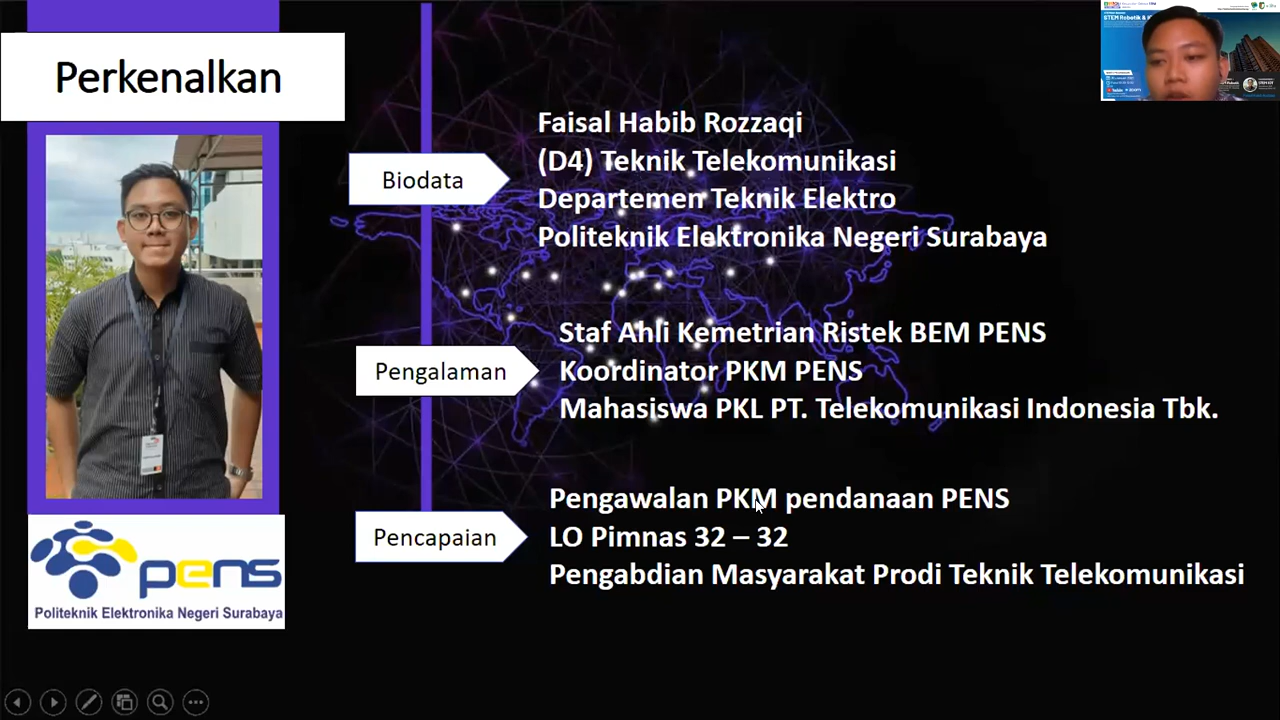 Perkenalkan
Biodata
Faisal Habib Rozzaqi
(D4) Teknik Telekomunikasi
Departemen Teknik Elektro
Politeknik Elektronika Negeri Surabaya
Pengalaman
Staf Ahli Kemetrian Ristek BEM PENS
Koordinator PKM PENS
Mahasiswa PKL PT. Telekomunikasi Indonesia Tbk.
Pencapaian
Pengawalan PKM pendanaan PENS
LO Pimnas 32 – 32
Pengabdian Masyarakat Prodi Teknik Telekomunikasi
pens
Politeknik Elektronika Negeri Surabaya
STEM Robotik &